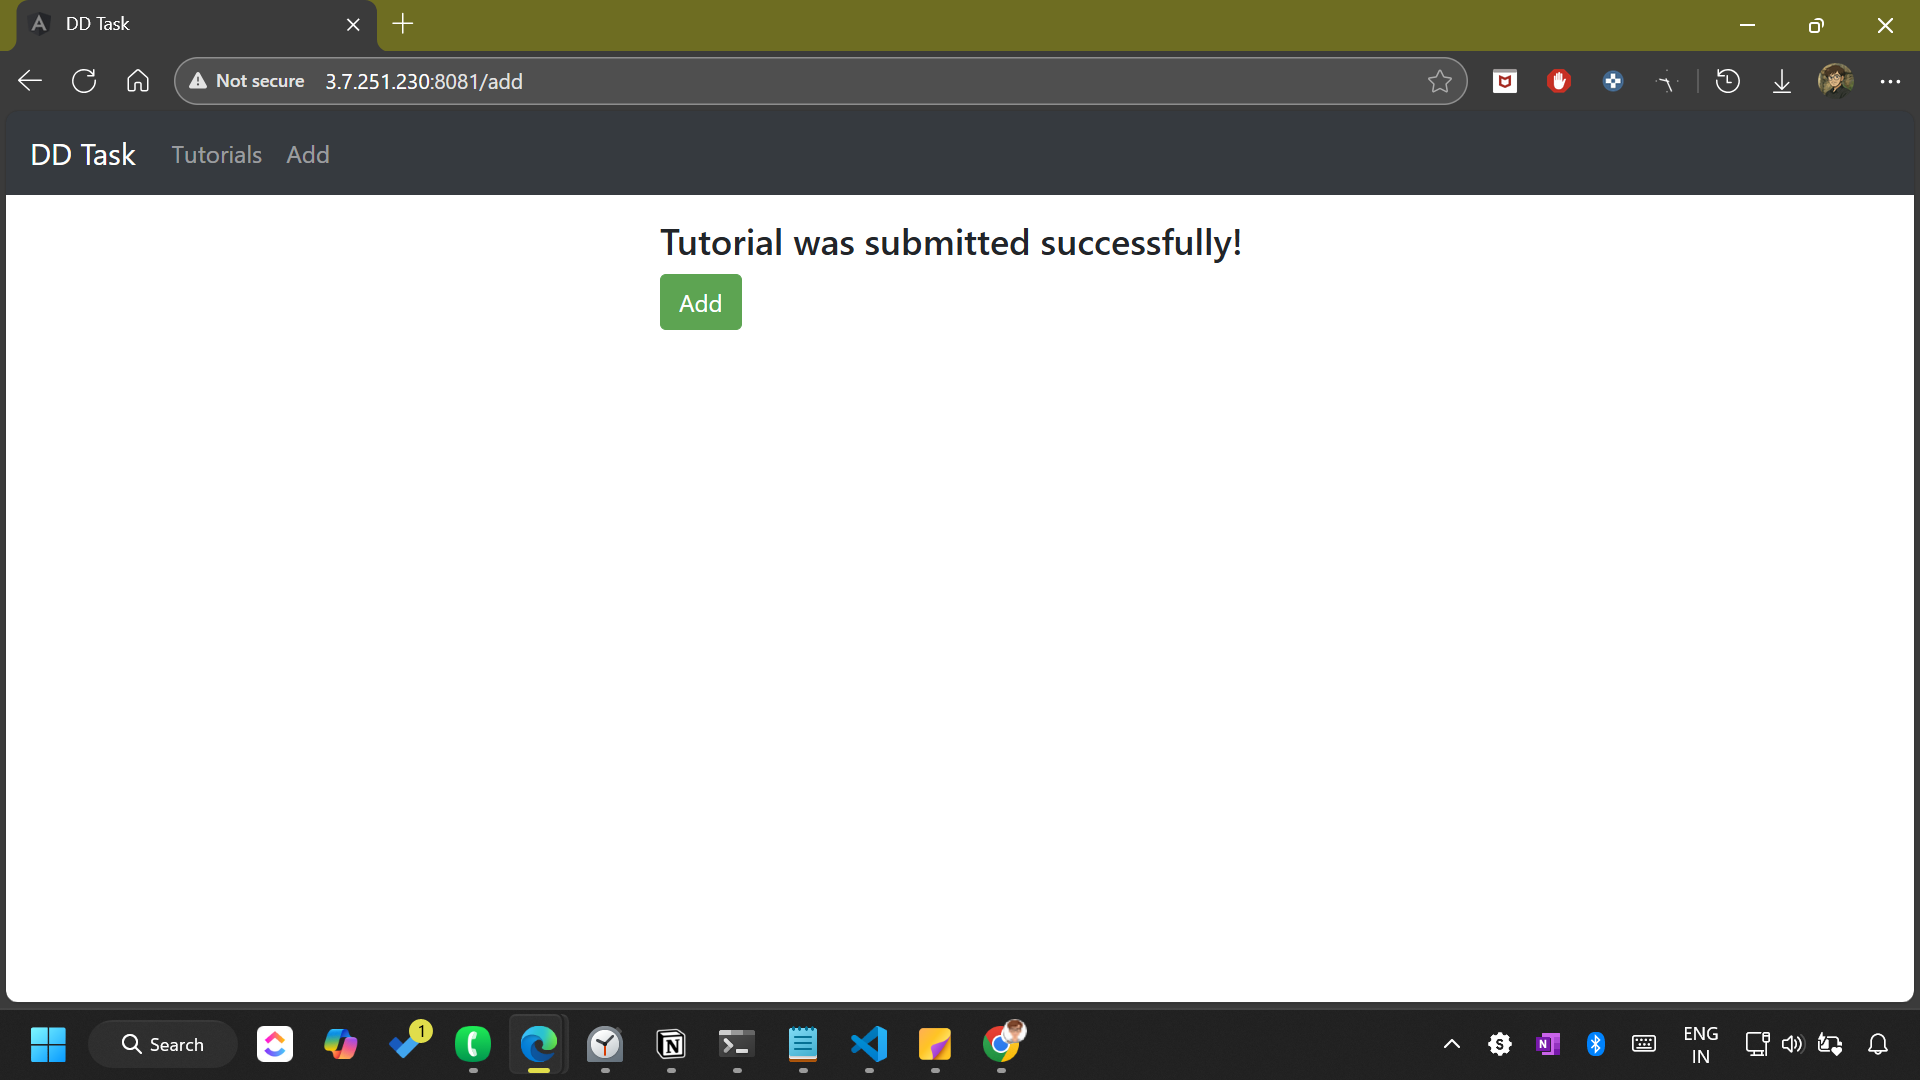 DD Task
Not secure 3.7.251.230:8081/add
DD Task Tutorials Add
Tutorial was submitted successfully!
Add
Search
1
ENG
IN